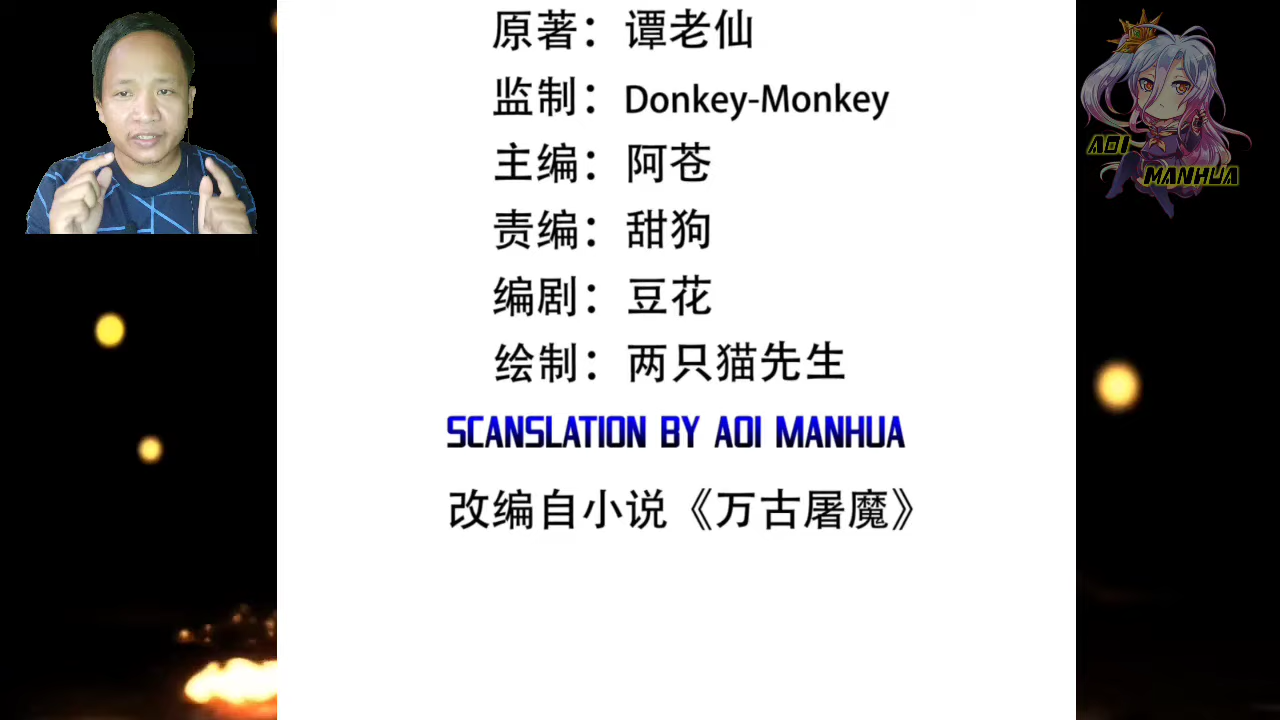 原著：谭老仙
监制：Donkey-Monkey
主编：阿苍
责编：甜狗
编剧：豆花
绘制：两只猫先生
SCANSLATION BY AOI MANHUA
改编自小说《万古屠魔》
AOI
MANHUA